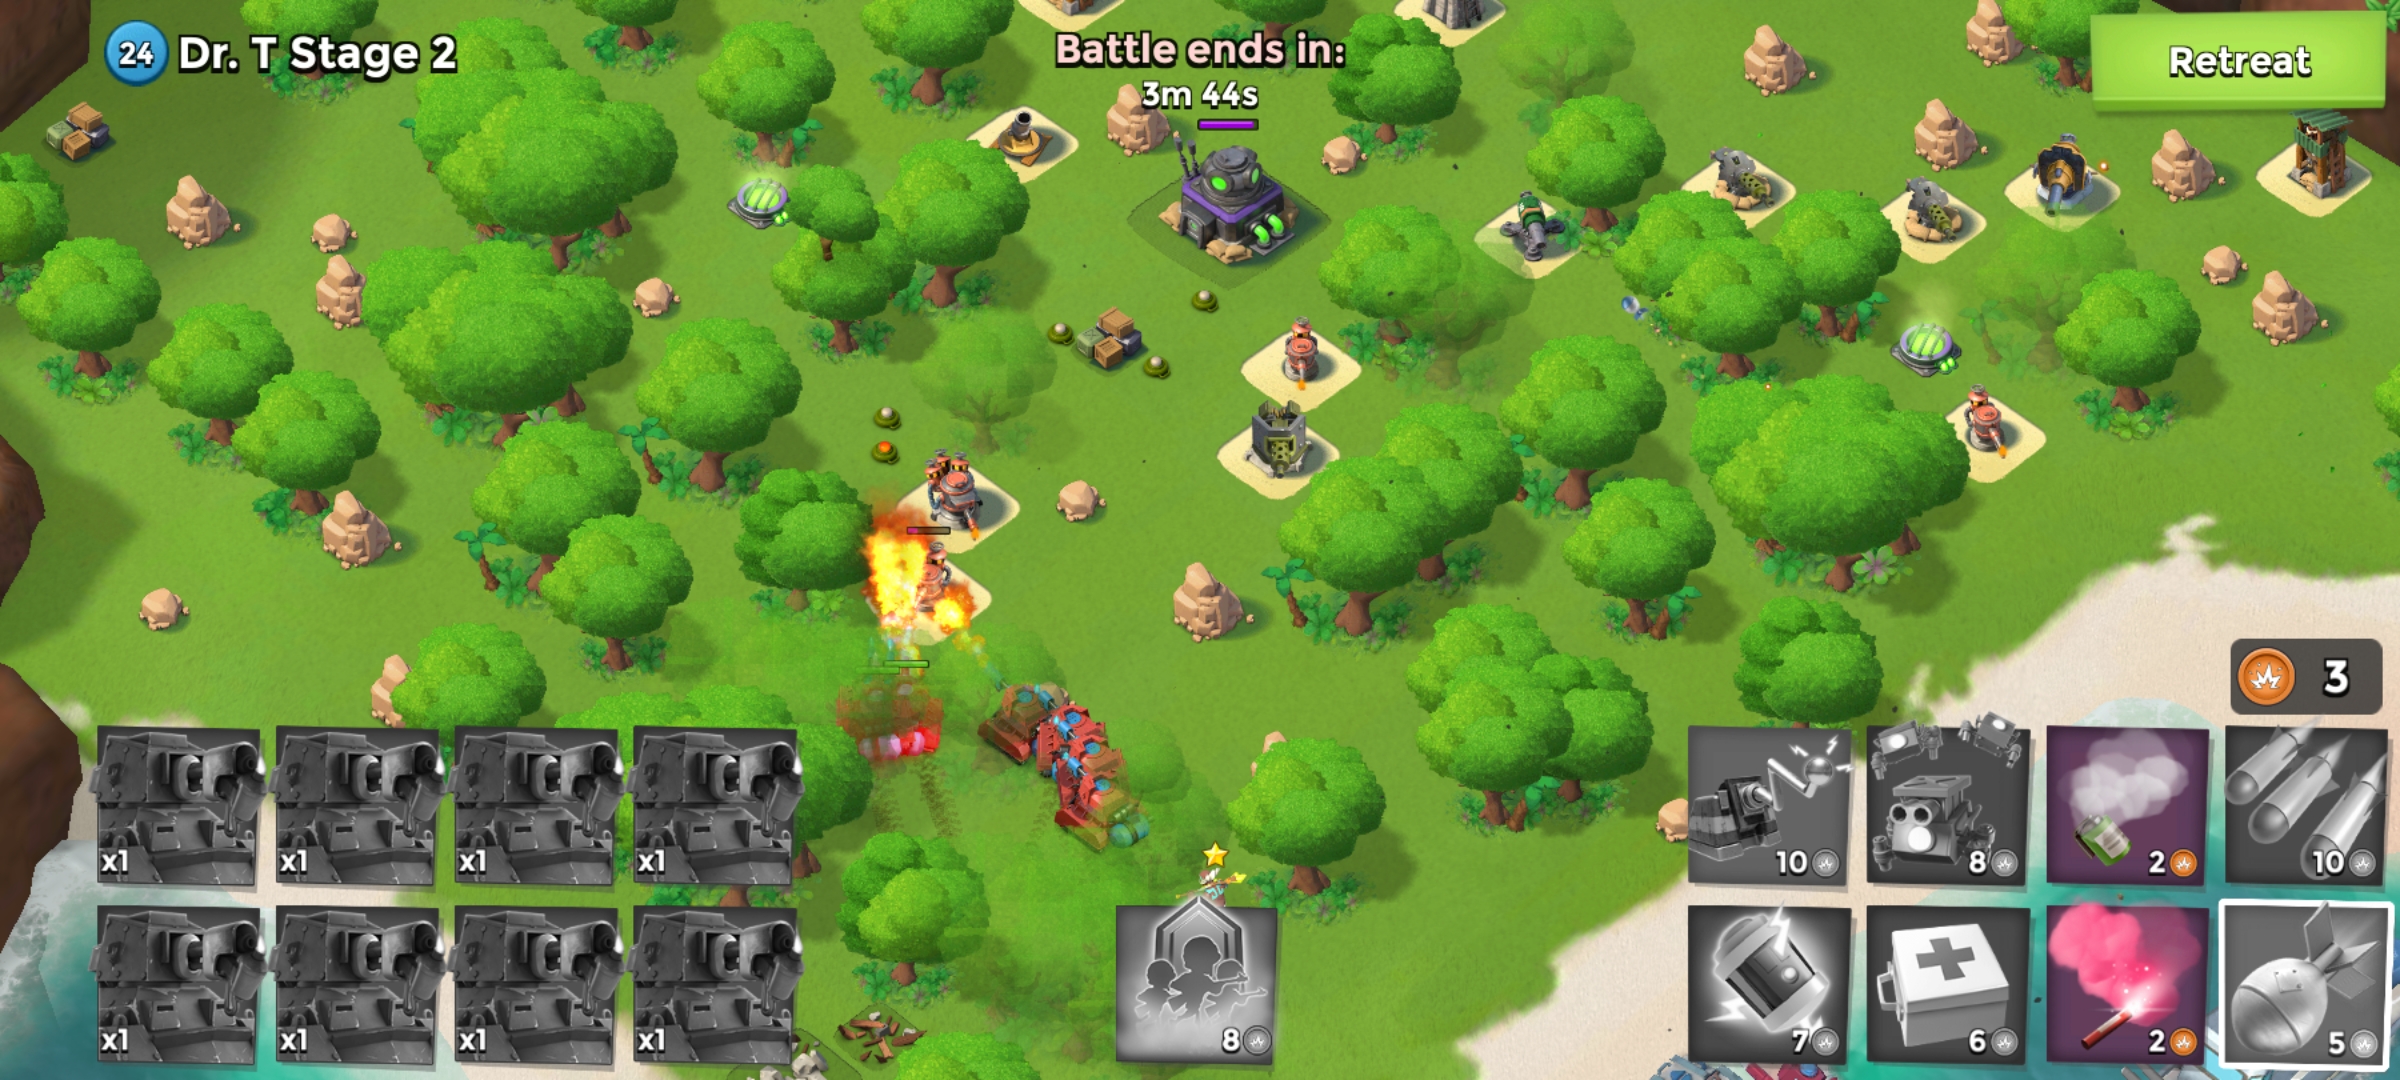 24 Dr. T Stage 2
Battle ends in:
3m 44s
Retreat
3
x1 x1 x1 x1
10 8 2 10
x1 x1 x1 x1
8
7 6 2 5